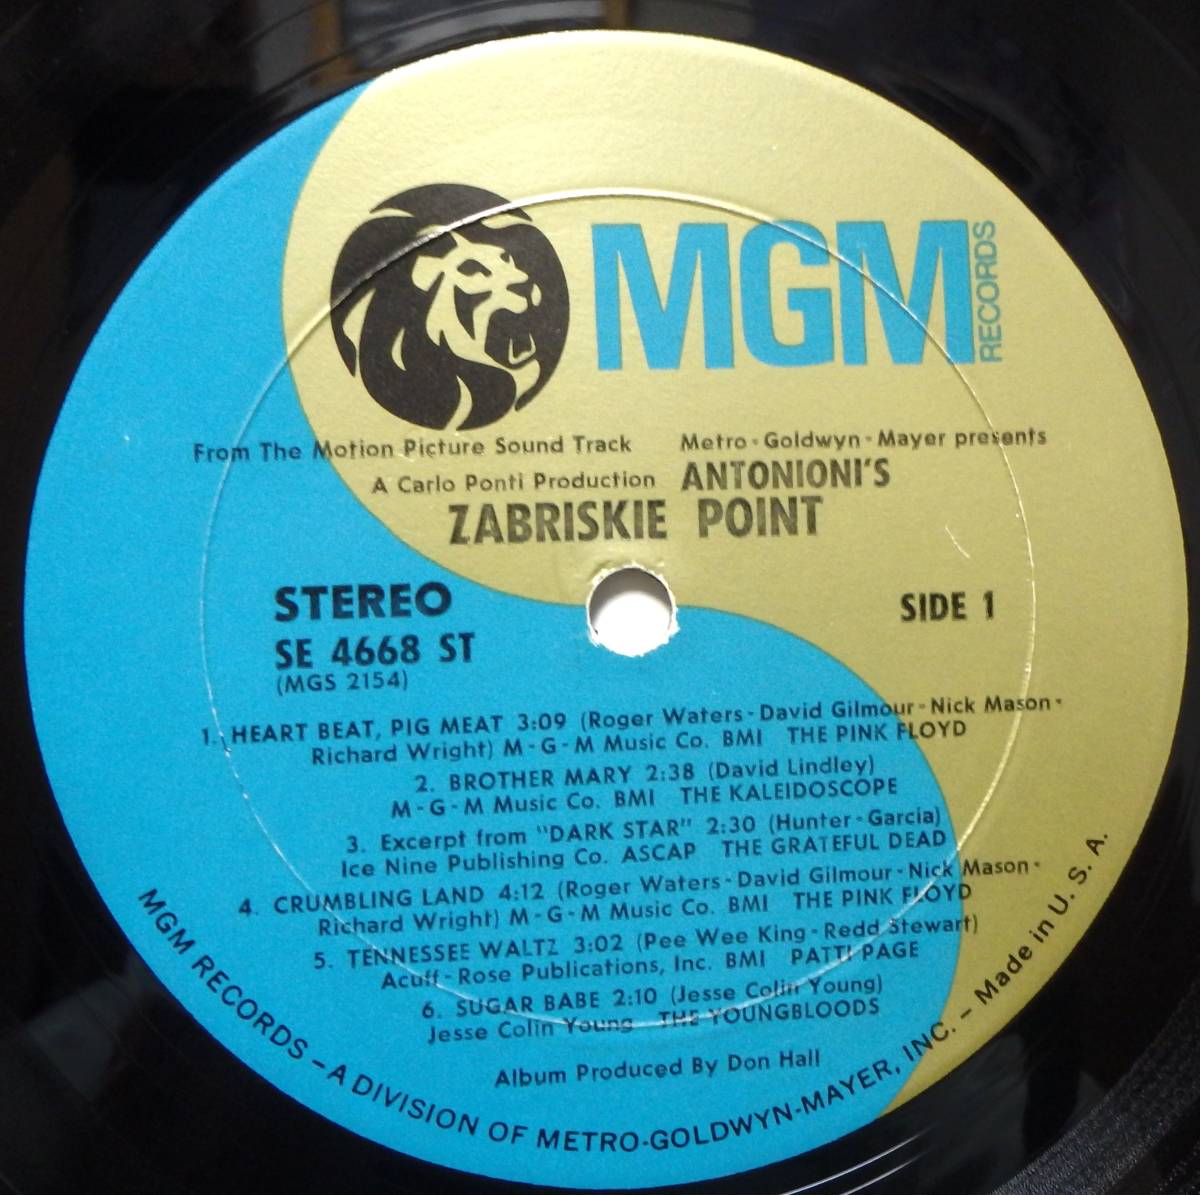 MGM RECORDS
From The Motion Picture Sound Track Metro-Goldwyn-Mayer presents
A Carlo Ponti Production ANTONIONI'S
ZABRISKIE POINT
STEREO
SIDE 1
SE 4668 ST
(MGS 2154)
1. HEART BEAT, PIG MEAT 3:09 (Roger Waters-David Gilmour-Nick Mason-
Richard Wright) M-G-M Music Co. BMI THE PINK FLOYD
2. BROTHER MARY 2:38 (David Lindley)
M-G-M Music Co. BMI THE KALEIDOSCOPE
3. Excerpt from "DARK STAR" 2:30 (Hunter-Garcia)
Ice Nine Publishing Co. ASCAP THE GRATEFUL DEAD
4. CRUMBLING LAND 4:12 (Roger Waters-David Gilmour-Nick Mason-
Richard Wright) M-G-M Music Co. BMI THE PINK FLOYD
5. TENNESSEE WALTZ 3:02 (Pee Wee King-Redd Stewart)
Acuff-Rose Publications, Inc. BMI PATTI PAGE
6. SUGAR BABE 2:10 (Jesse Colin Young)
Jesse Colin Young THE YOUNGBLOODS
Album Produced By Don Hall
MGM RECORDS – A DIVISION OF METRO-GOLDWYN-MAYER, INC. – Made in U. S. A.